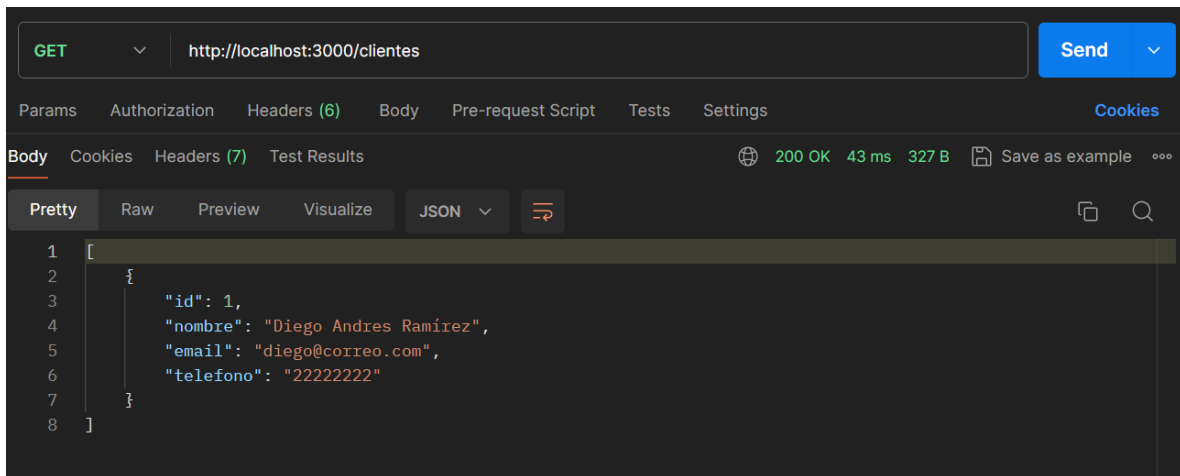 GET http://localhost:3000/clientes Send
Params Authorization Headers (6) Body Pre-request Script Tests Settings Cookies
Body Cookies Headers (7) Test Results 200 OK 43 ms 327 B Save as example
Pretty Raw Preview Visualize JSON
1 [
2 {
3 "id": 1,
4 "nombre": "Diego Andres Ramírez",
5 "email": "diego@correo.com",
6 "telefono": "22222222"
7 }
8 ]